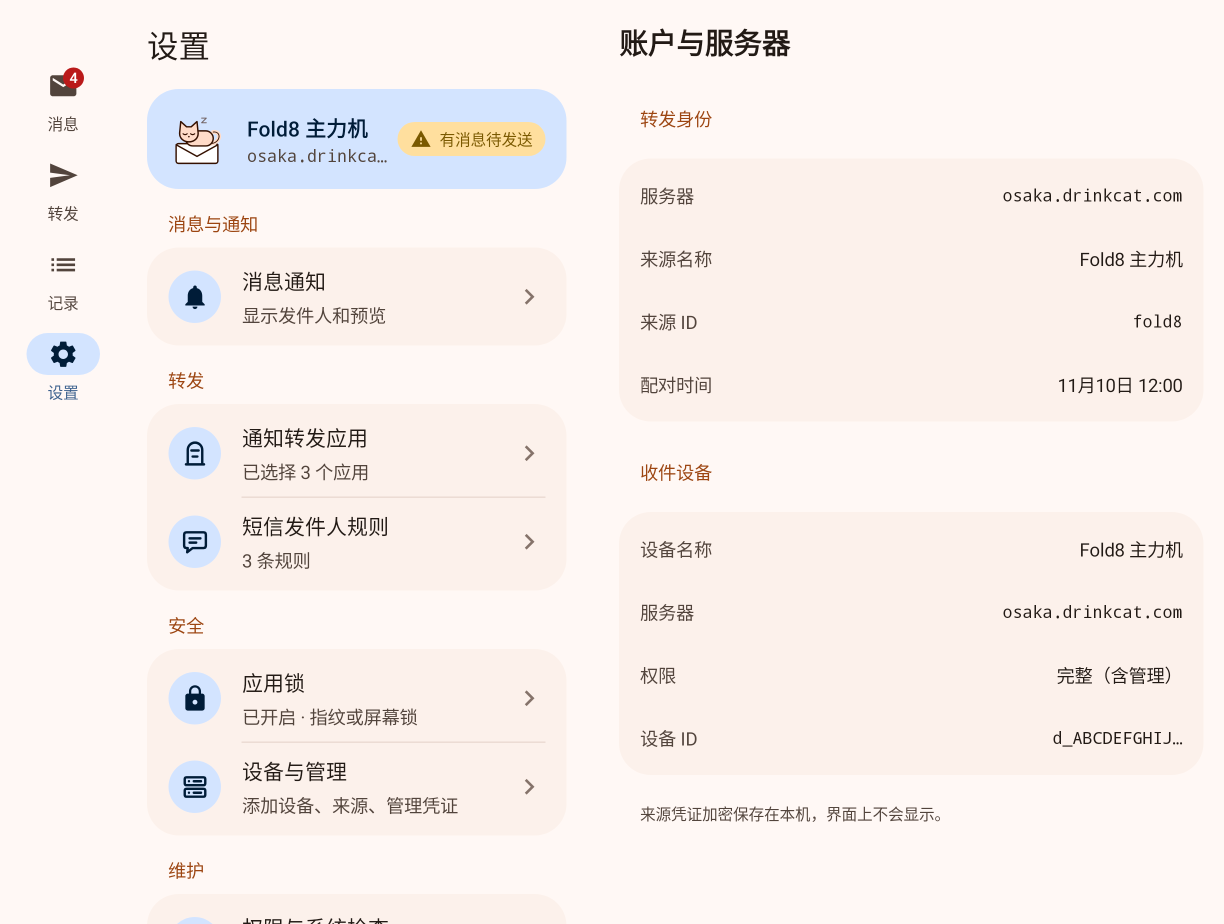 4
消息
转发
记录
设置
设置
z
Fold8 主力机
osaka.drinkca…
有消息待发送
消息与通知
消息通知
显示发件人和预览
转发
通知转发应用
已选择 3 个应用
短信发件人规则
3 条规则
安全
应用锁
已开启 · 指纹或屏幕锁
设备与管理
添加设备、来源、管理凭证
维护
权限与系统检查
账户与服务器
转发身份
服务器 osaka.drinkcat.com
来源名称 Fold8 主力机
来源 ID fold8
配对时间 11月10日 12:00
收件设备
设备名称 Fold8 主力机
服务器 osaka.drinkcat.com
权限 完整（含管理）
设备 ID d_ABCDEFGHIJ…
来源凭证加密保存在本机，界面上不会显示。